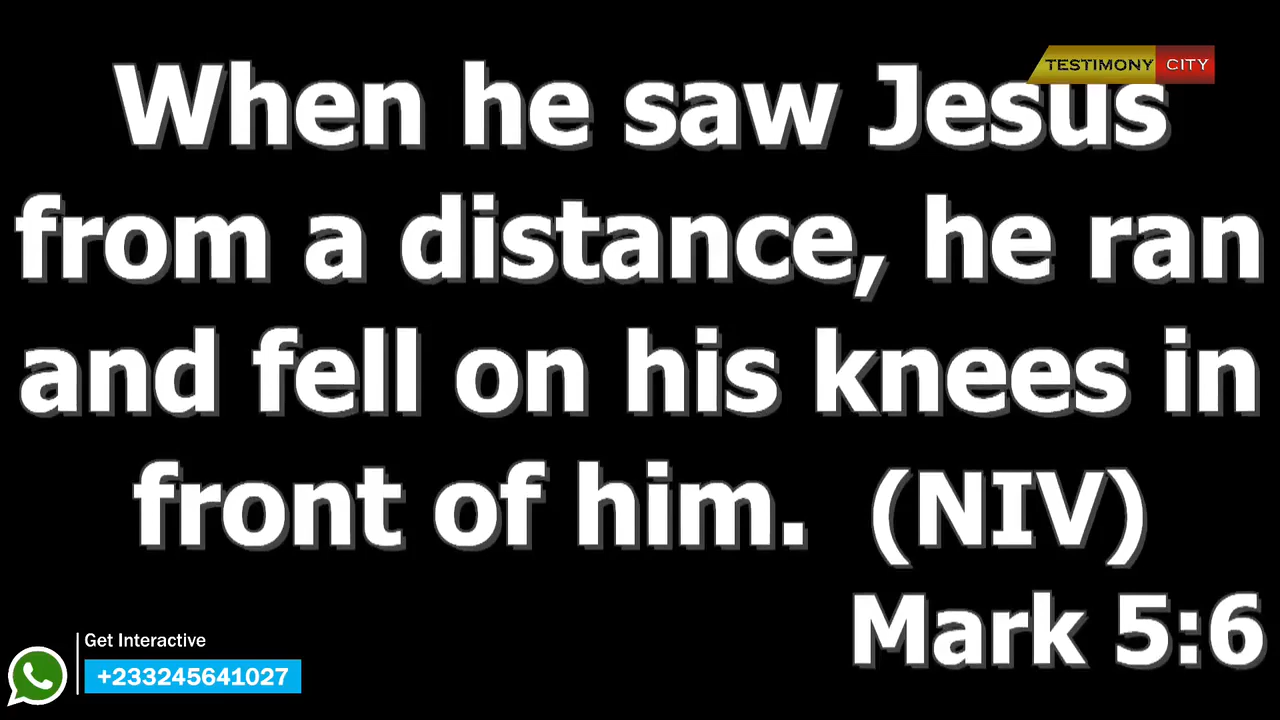 TESTIMONY CITY
When he saw Jesus
from a distance, he ran
and fell on his knees in
front of him. (NIV)
Mark 5:6
Get Interactive
+233245641027